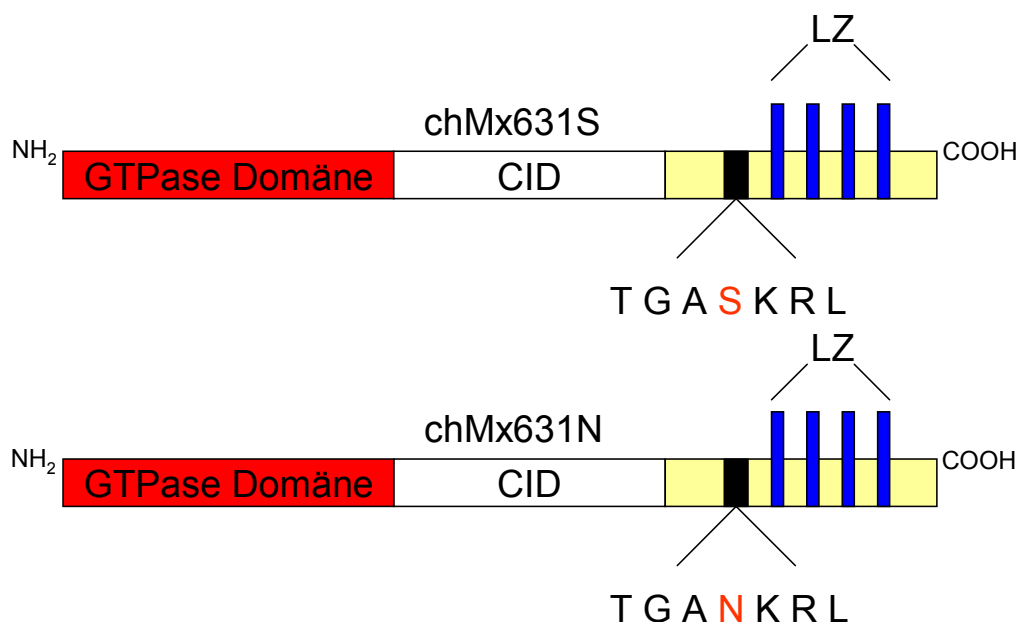 LZ
chMx631S
NH₂ GTPase Domäne CID COOH
T G A S K R L
LZ
chMx631N
NH₂ GTPase Domäne CID COOH
T G A N K R L